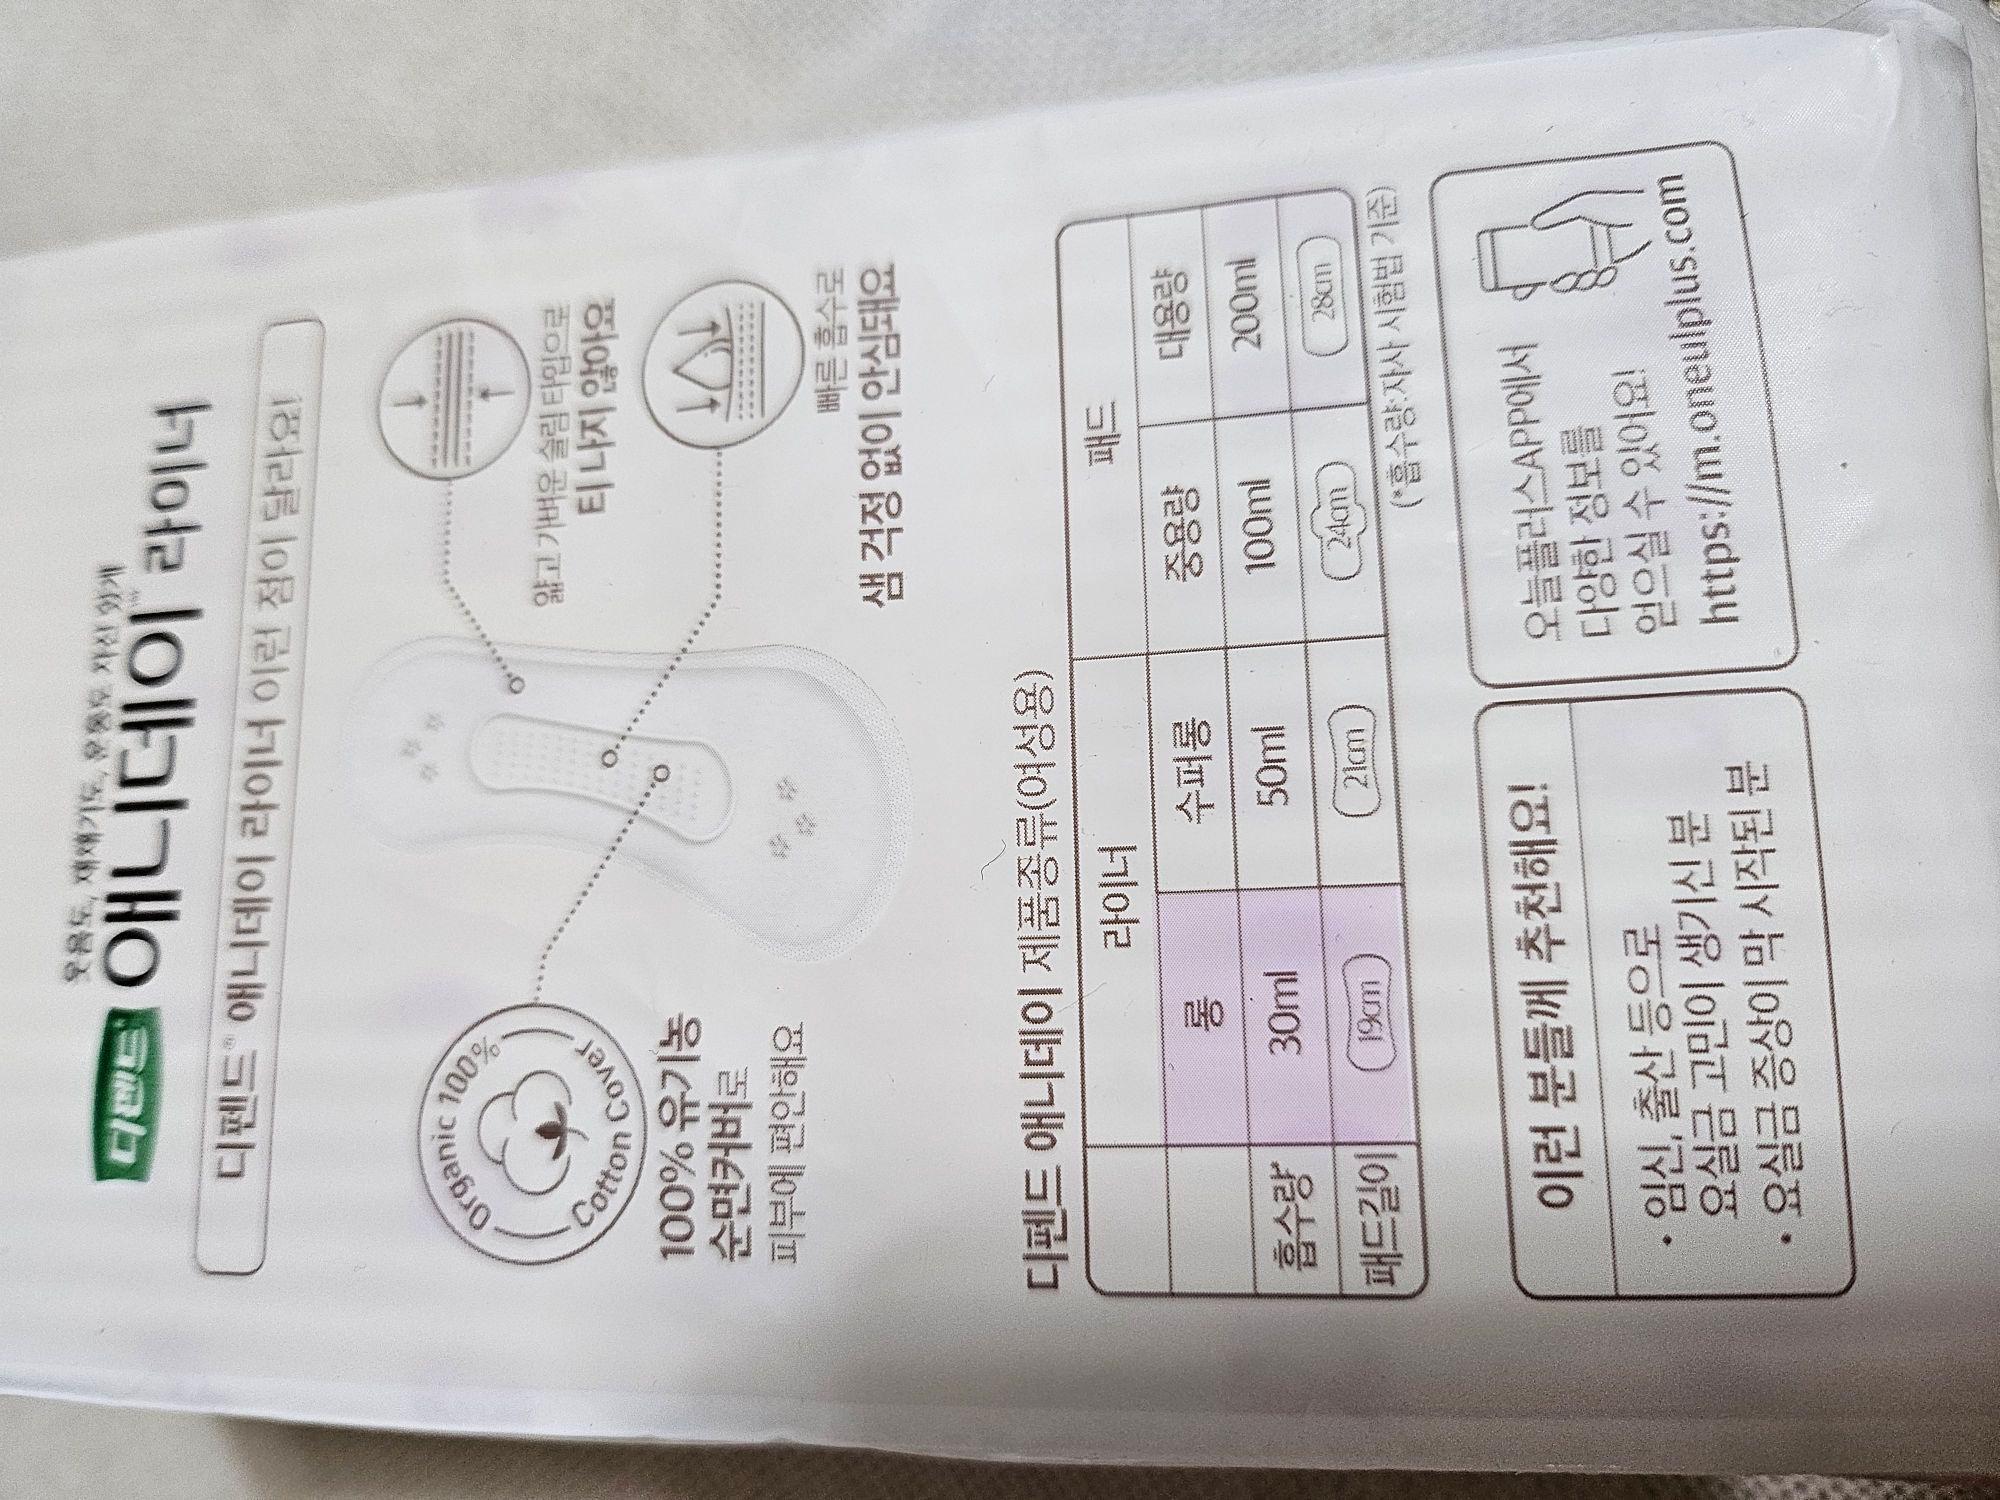 웃음도, 재채기도, 운동도 자신 있게
디펜드 애니데이 라이너
디펜드® 애니데이 라이너 이런 점이 달라요!
Organic 100%
Cotton Cover
100% 유기농
순면커버로
피부에 편안해요
얇고 가벼운 슬림 타입으로
티 나지 않아요
빠른 흡수로
샘 걱정 없이 안심돼요
디펜드 애니데이 제품종류(여성용)
라이너 패드
롱 수퍼롱 중용량 대용량
흡수량 30ml 50ml 100ml 200ml
패드길이 19cm 21cm 24cm 28cm
(*흡수량:자사 시험법 기준)
이런 분들께 추천해요!
• 임신, 출산 등으로
요실금 고민이 생기신 분
• 요실금 증상이 막 시작된 분
오늘플러스APP에서
다양한 정보를
얻으실 수 있어요!
https://m.oneulplus.com